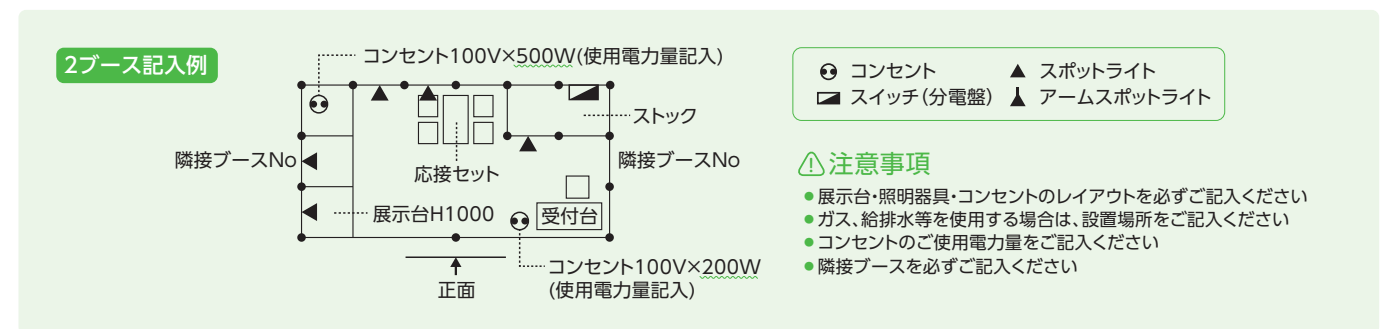 2ブース記入例
コンセント100V×500W(使用電力量記入)
ストック
隣接ブースNo
隣接ブースNo
応接セット
展示台H1000
受付台
コンセント100V×200W
(使用電力量記入)
正面
コンセント
スポットライト
スイッチ(分電盤)
アームスポットライト
注意事項
●展示台・照明器具・コンセントのレイアウトを必ずご記入ください
●ガス、給排水等を使用する場合は、設置場所をご記入ください
●コンセントのご使用電力量をご記入ください
●隣接ブースを必ずご記入ください